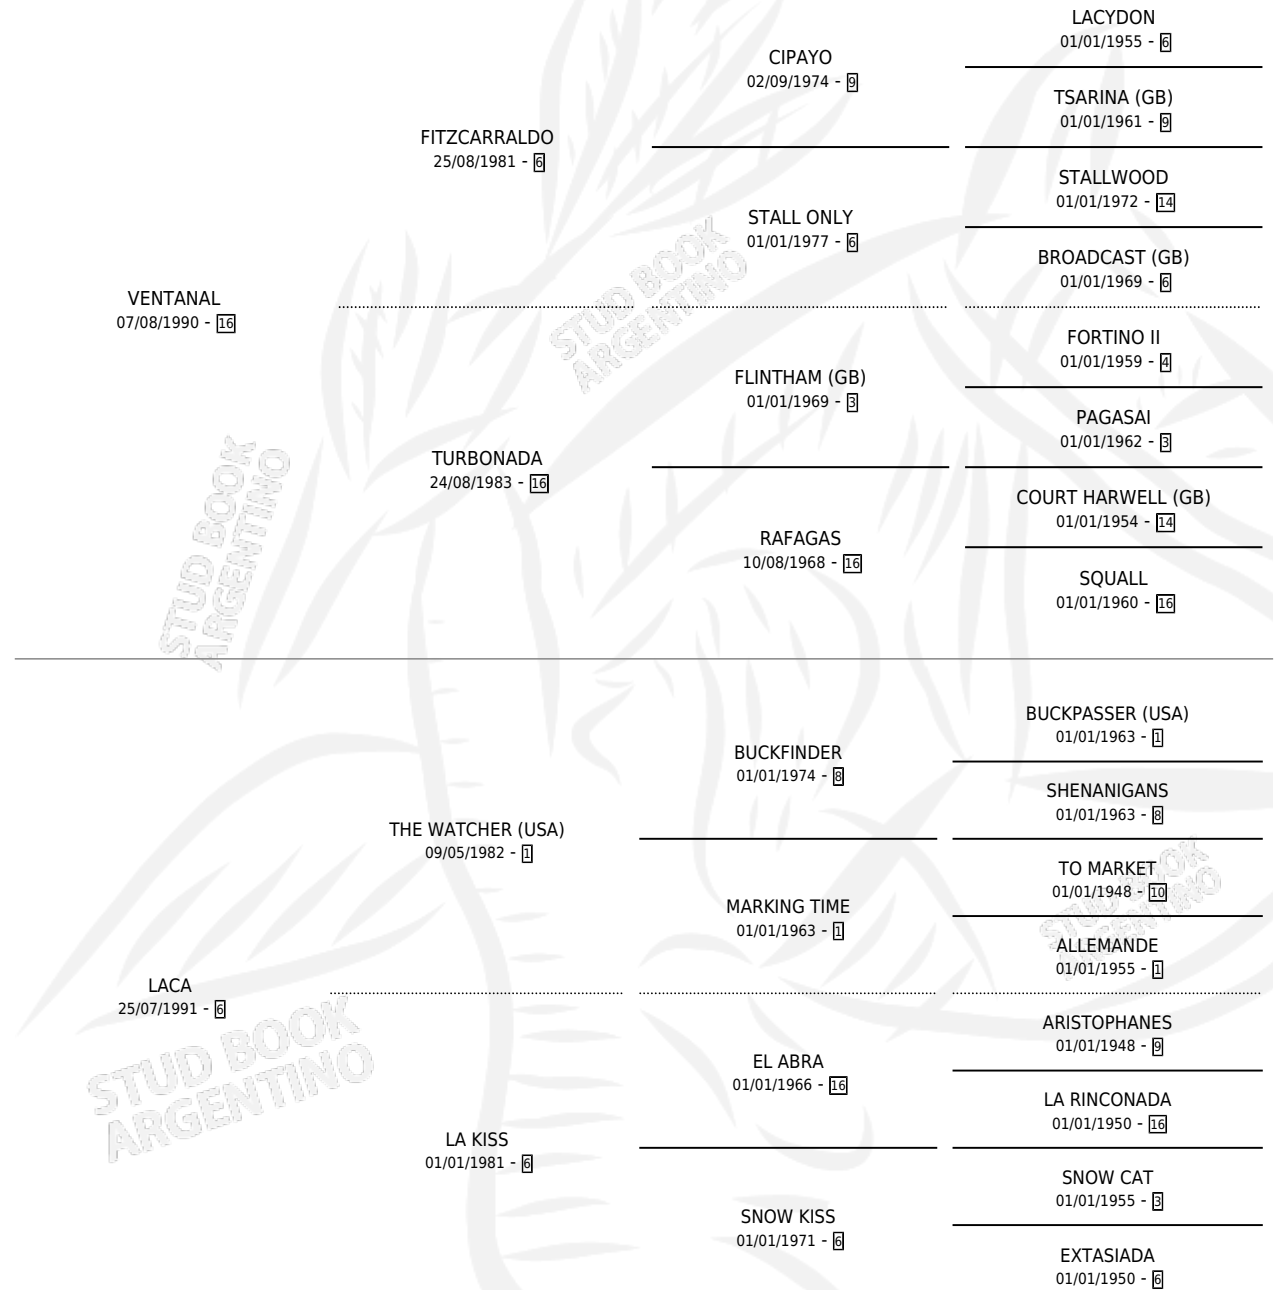 LACYDON
01/01/1955 - 6
CIPAYO
02/09/1974 - 9
TSARINA (GB)
01/01/1961 - 9
FITZCARRALDO
25/08/1981 - 6
STALLWOOD
01/01/1972 - 14
STALL ONLY
01/01/1977 - 6
BROADCAST (GB)
01/01/1969 - 6
VENTANAL
07/08/1990 - 16
FORTINO II
01/01/1959 - 4
FLINTHAM (GB)
01/01/1969 - 3
PAGASAI
01/01/1962 - 3
TURBONADA
24/08/1983 - 16
COURT HARWELL (GB)
01/01/1954 - 14
RAFAGAS
10/08/1968 - 16
SQUALL
01/01/1960 - 16
BUCKPASSER (USA)
01/01/1963 - 1
BUCKFINDER
01/01/1974 - 8
SHENANIGANS
01/01/1963 - 8
THE WATCHER (USA)
09/05/1982 - 1
TO MARKET
01/01/1948 - 10
MARKING TIME
01/01/1963 - 1
ALLEMANDE
01/01/1955 - 1
LACA
25/07/1991 - 6
ARISTOPHANES
01/01/1948 - 9
EL ABRA
01/01/1966 - 16
LA RINCONADA
01/01/1950 - 16
LA KISS
01/01/1981 - 6
SNOW CAT
01/01/1955 - 3
SNOW KISS
01/01/1971 - 6
EXTASIADA
01/01/1950 - 6
STUD BOOK
ARGENTINO
STUD BOOK
ARGENTINO
STUD BOOK
ARGENTINO
STUD BOOK
ARGENTINO